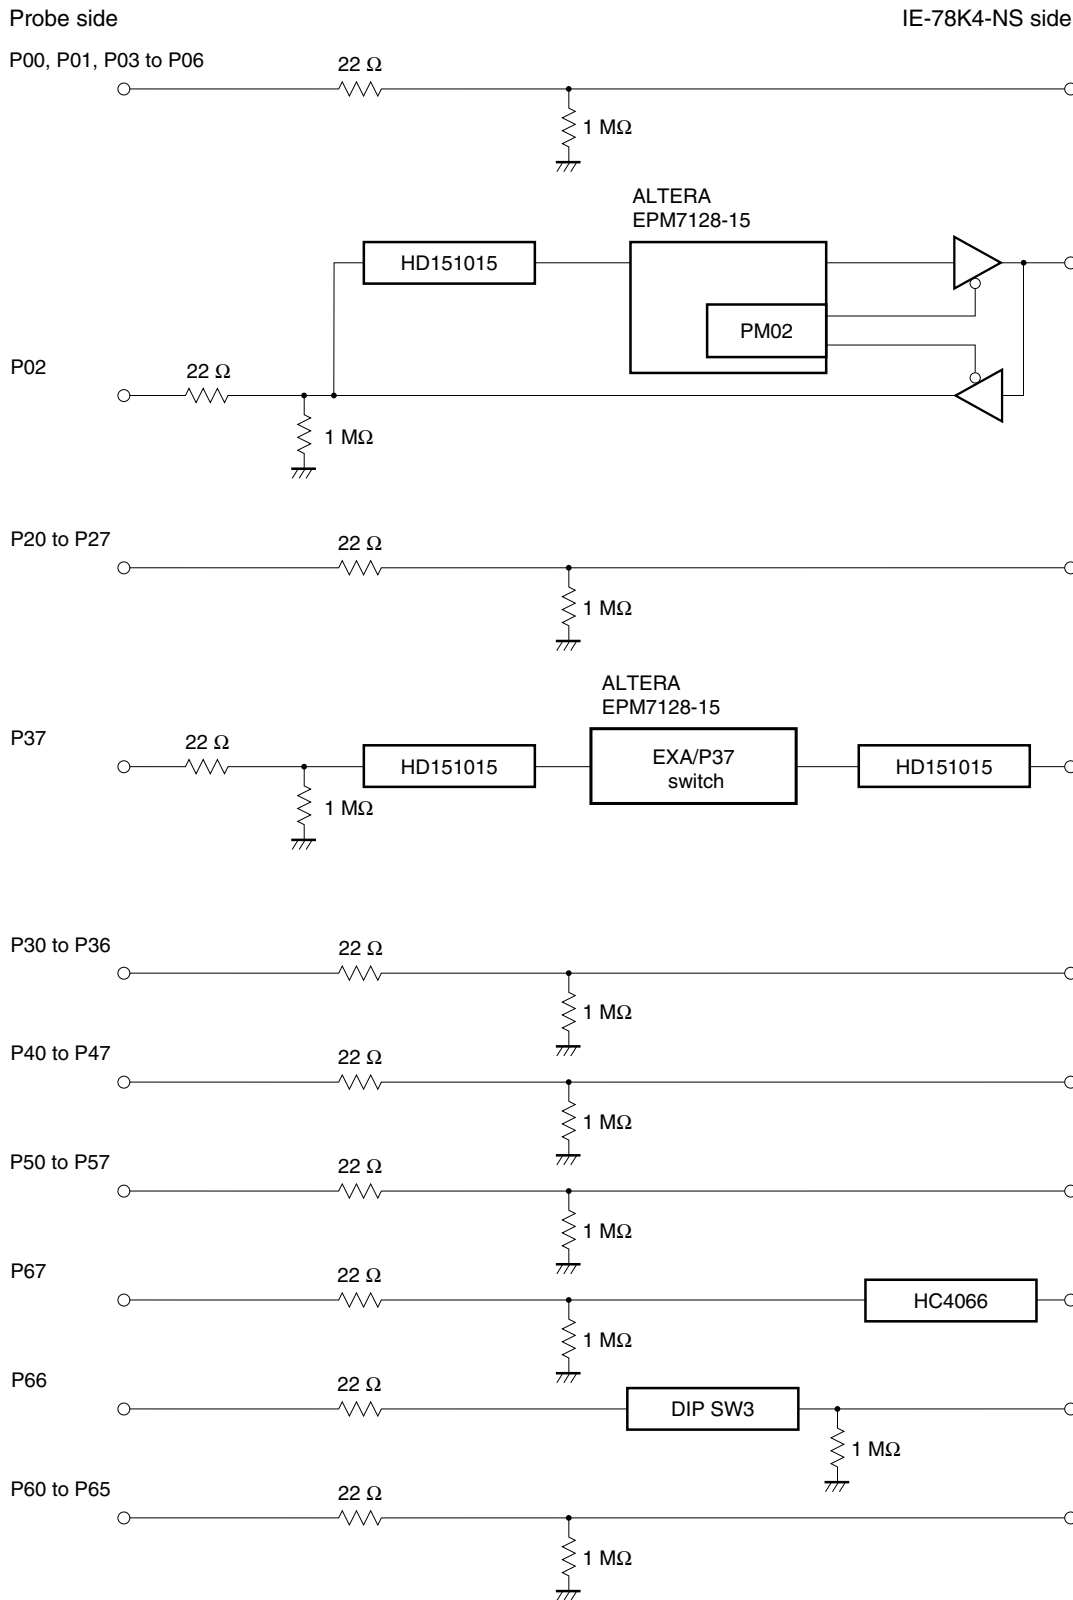 Probe side
IE-78K4-NS side
P00, P01, P03 to P06
22 Ω
1 MΩ
ALTERA
EPM7128-15
HD151015
PM02
P02
22 Ω
1 MΩ
P20 to P27
22 Ω
1 MΩ
ALTERA
EPM7128-15
P37
22 Ω
HD151015
EXA/P37
switch
HD151015
1 MΩ
P30 to P36
22 Ω
1 MΩ
P40 to P47
22 Ω
1 MΩ
P50 to P57
22 Ω
1 MΩ
P67
22 Ω
HC4066
1 MΩ
P66
22 Ω
DIP SW3
1 MΩ
P60 to P65
22 Ω
1 MΩ